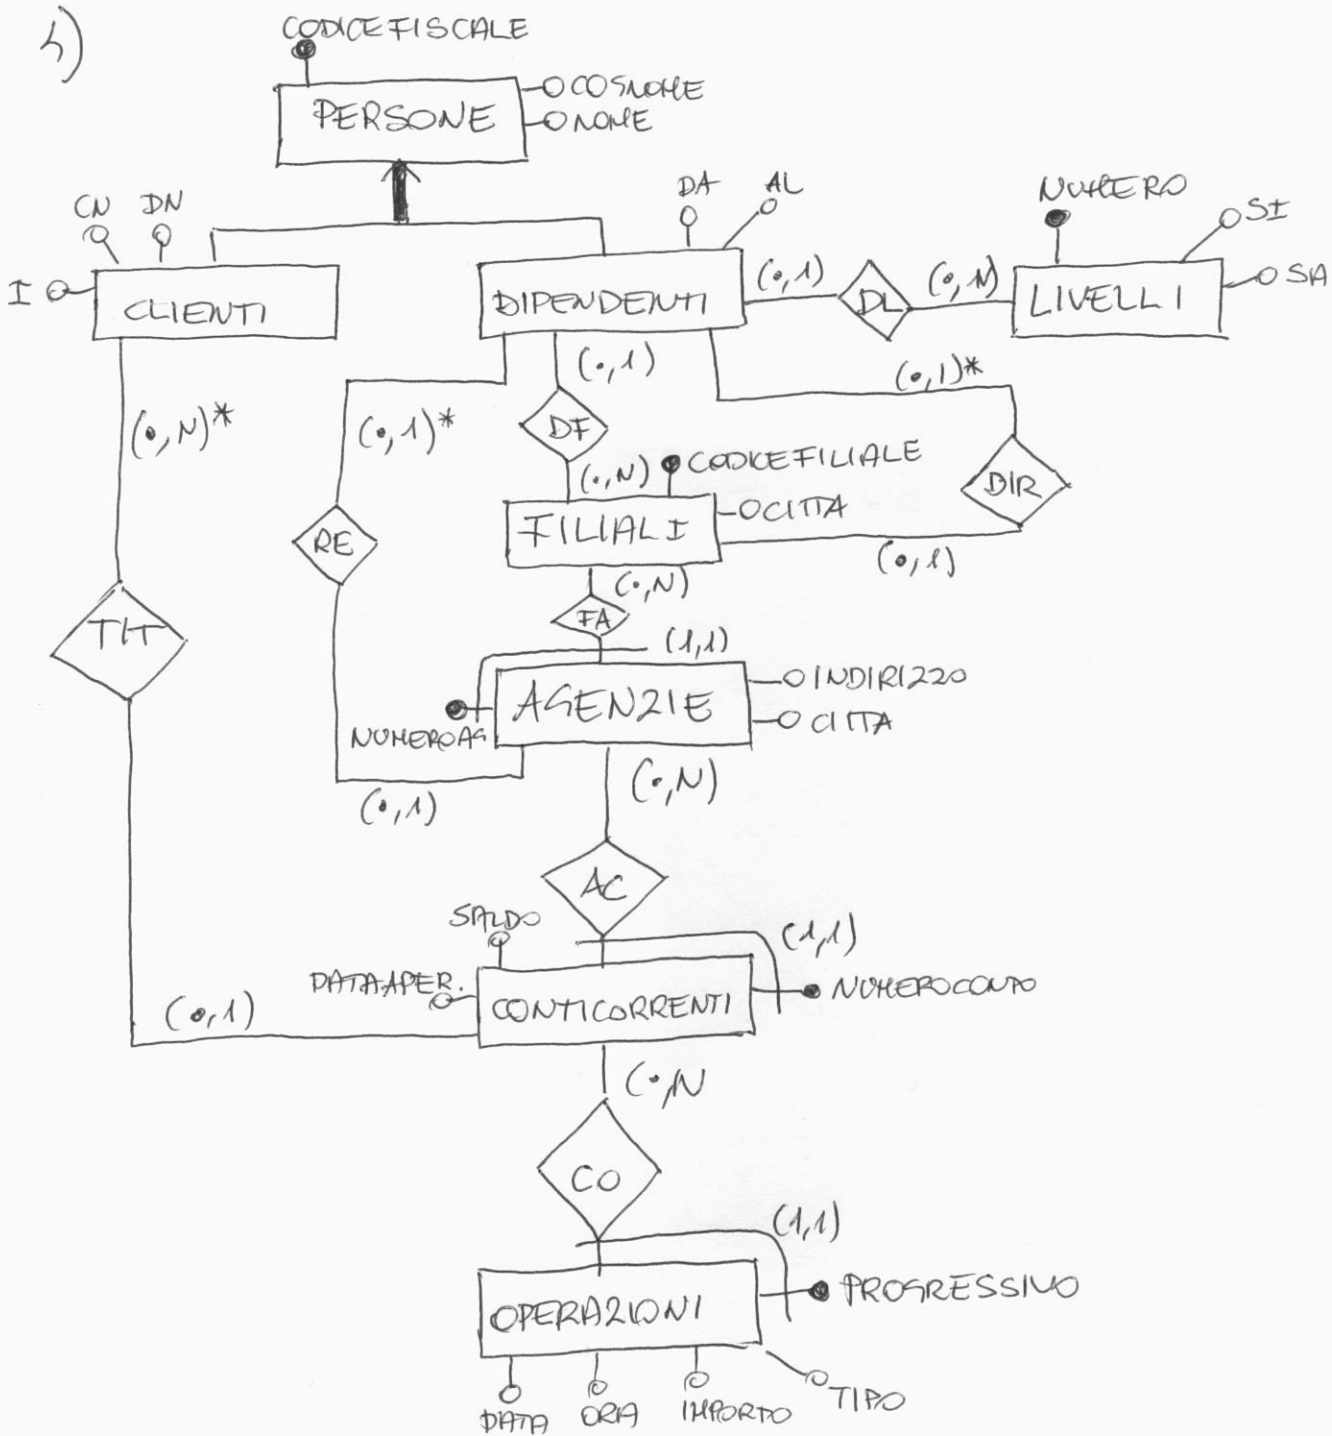 h)
CODICEFISCALE
PERSONE
COGNOME
NOME
CN
DN
I
CLIENTI
DA
AL
DIPENDENTI
(0,1)
DL
(0,N)
NUMERO
SI
SA
LIVELLI
(0,N)*
(0,1)*
(0,1)
(0,1)*
DF
(0,N)
CODICEFILIALE
FILIALI
CITTA
DIR
(0,1)
RE
TIT
(0,N)
FA
(1,1)
AGENZIE
INDIRIZZO
CITTA
NUMEROAG
(0,1)
(0,N)
AC
SALDO
DATAAPER.
(1,1)
CONTICORRENTI
NUMEROCONTO
(0,1)
(0,N
CO
(1,1)
OPERAZIONI
PROGRESSIVO
DATA
ORA
IMPORTO
TIPO